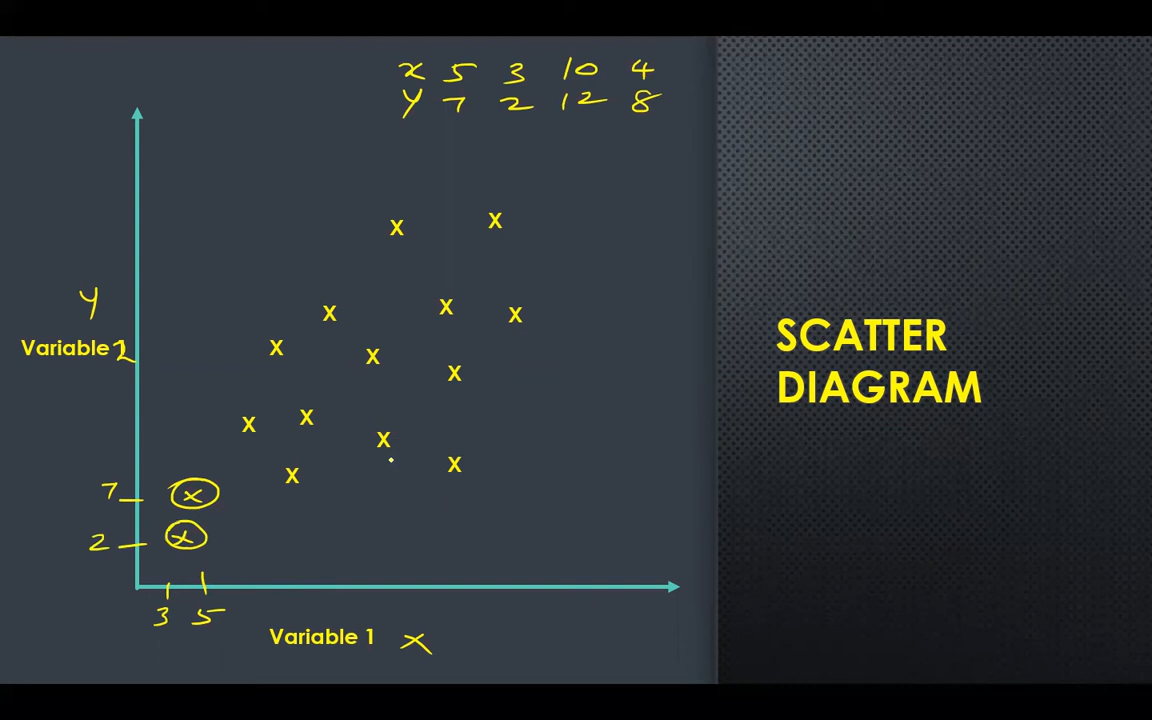 x 5 3 10 4
y 7 2 12 8
x x
x x x
x x x
x
x x
x
x
x
y
Variable 2
7 x
2 x
3 5
Variable 1 x
SCATTER
DIAGRAM